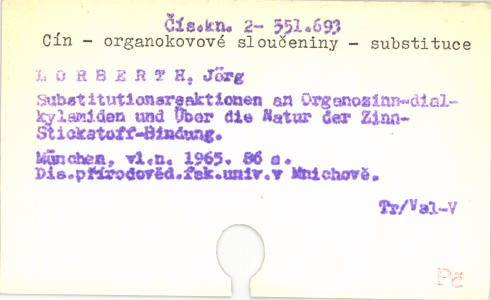 Čís.kn. 2- 551.693
Cín - organokovové sloučeniny - substituce
L O R B E R T H, Jörg
Substitutionsreaktionen an Organozinn-dial-
kylamiden und Über die Natur der Zinn-
Stickstoff-Bindung.
München, vl.n. 1965. 86 s.
Dis.přírodověd.fak.univ.v Mnichově.
Tr/Val-V
Pč